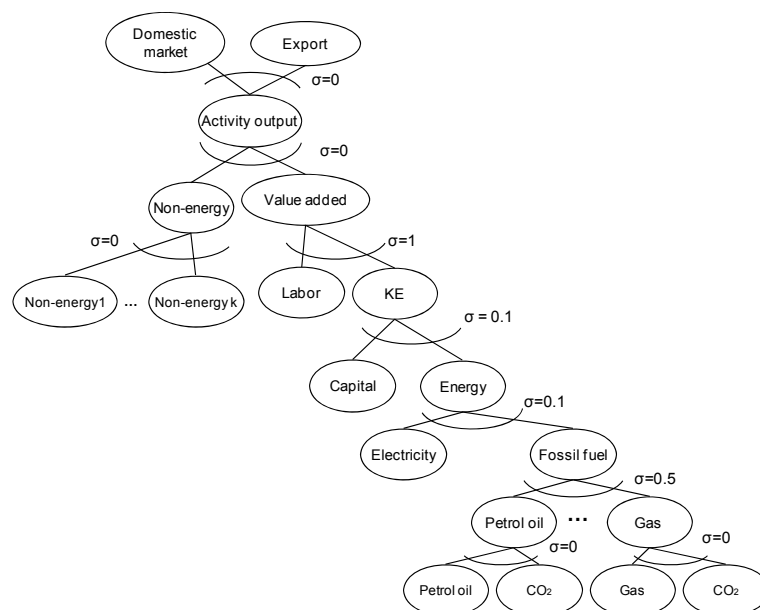 Domestic
market
Export
σ=0
Activity output
σ=0
Non-energy
Value added
σ=0
σ=1
Non-energy1
...
Non-energy k
Labor
KE
σ = 0.1
Capital
Energy
σ=0.1
Electricity
Fossil fuel
σ=0.5
Petrol oil
...
Gas
σ=0
σ=0
Petrol oil
CO₂
Gas
CO₂